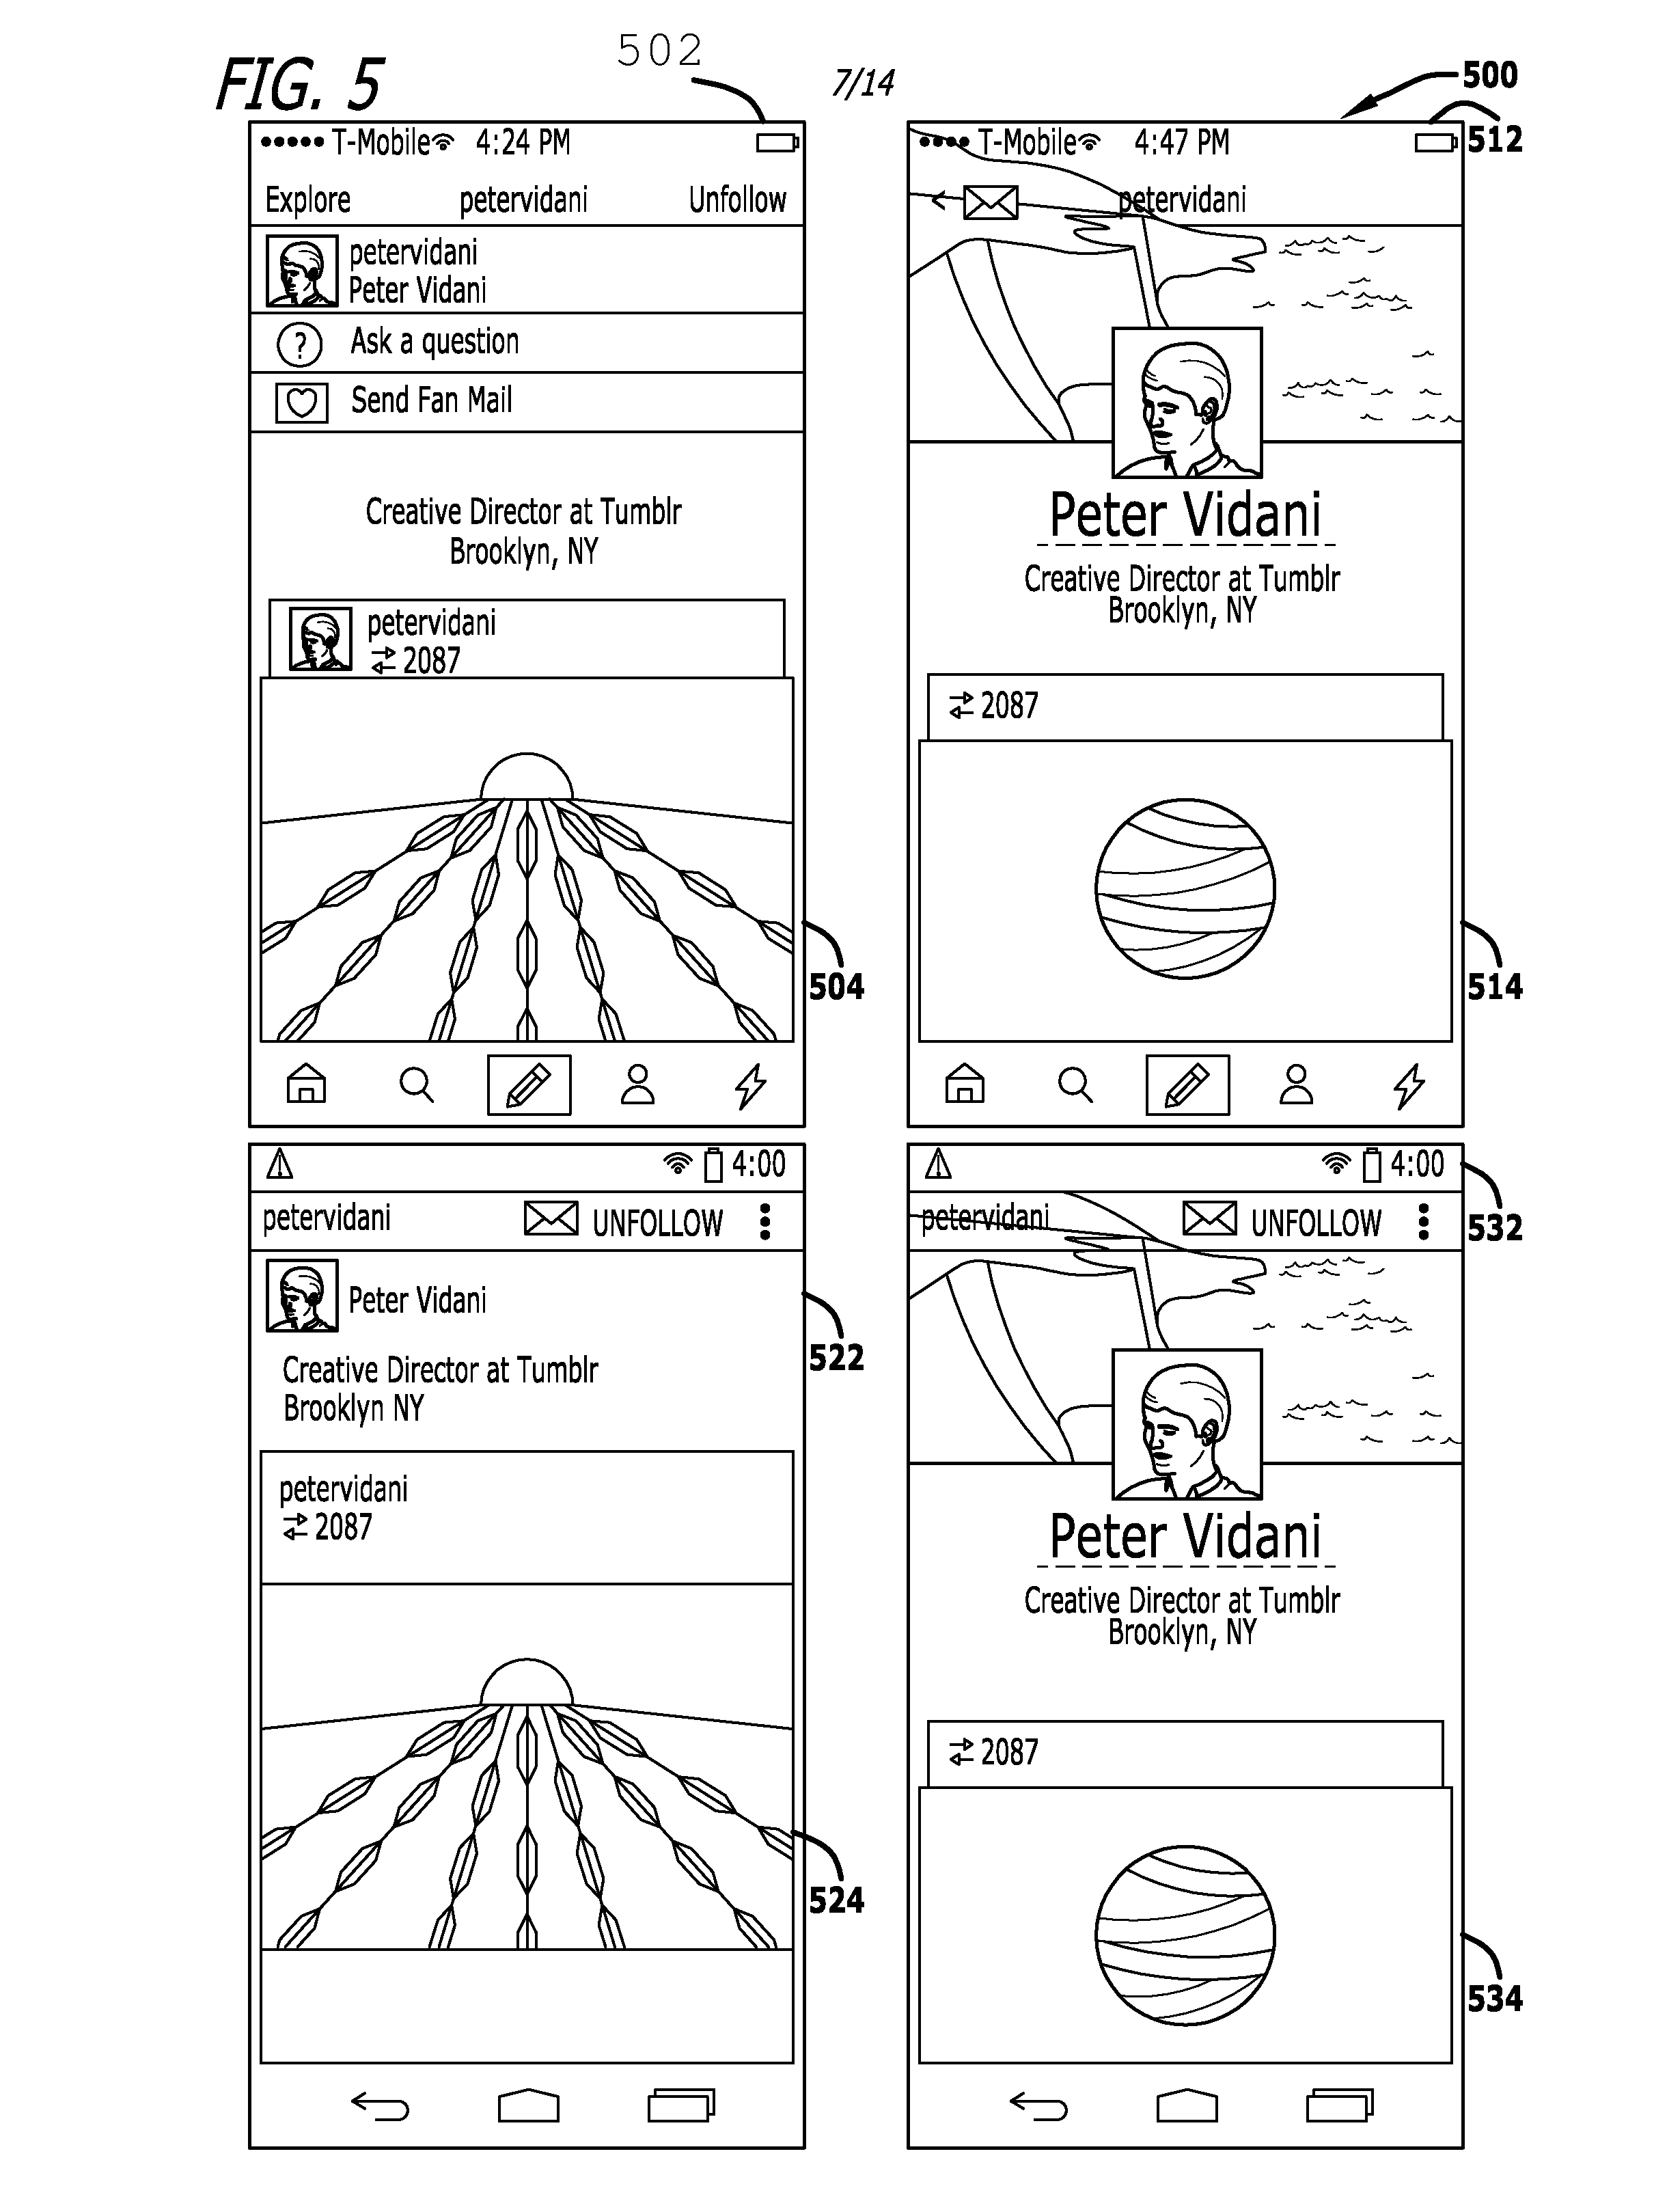 FIG. 5
502
7/14
500
512
T-Mobile 4:24 PM
Explore petervidani Unfollow
petervidani
Peter Vidani
? Ask a question
Send Fan Mail
Creative Director at Tumblr
Brooklyn, NY
petervidani
2087
504
T-Mobile 4:47 PM
petervidani
Peter Vidani
Creative Director at Tumblr
Brooklyn, NY
2087
514
4:00
petervidani UNFOLLOW
Peter Vidani
522
Creative Director at Tumblr
Brooklyn NY
petervidani
2087
524
4:00
532
petervidani UNFOLLOW
Peter Vidani
Creative Director at Tumblr
Brooklyn, NY
2087
534